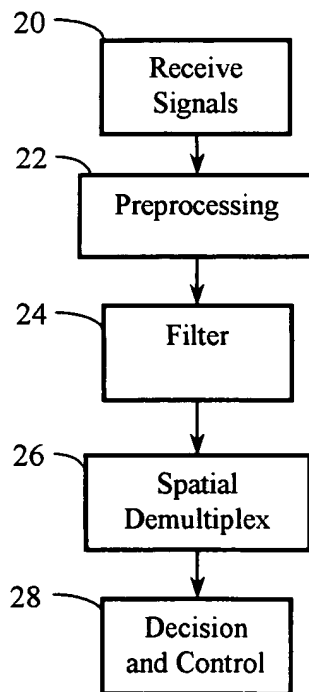 20
Receive
Signals
22
Preprocessing
24
Filter
26
Spatial
Demultiplex
28
Decision
and Control